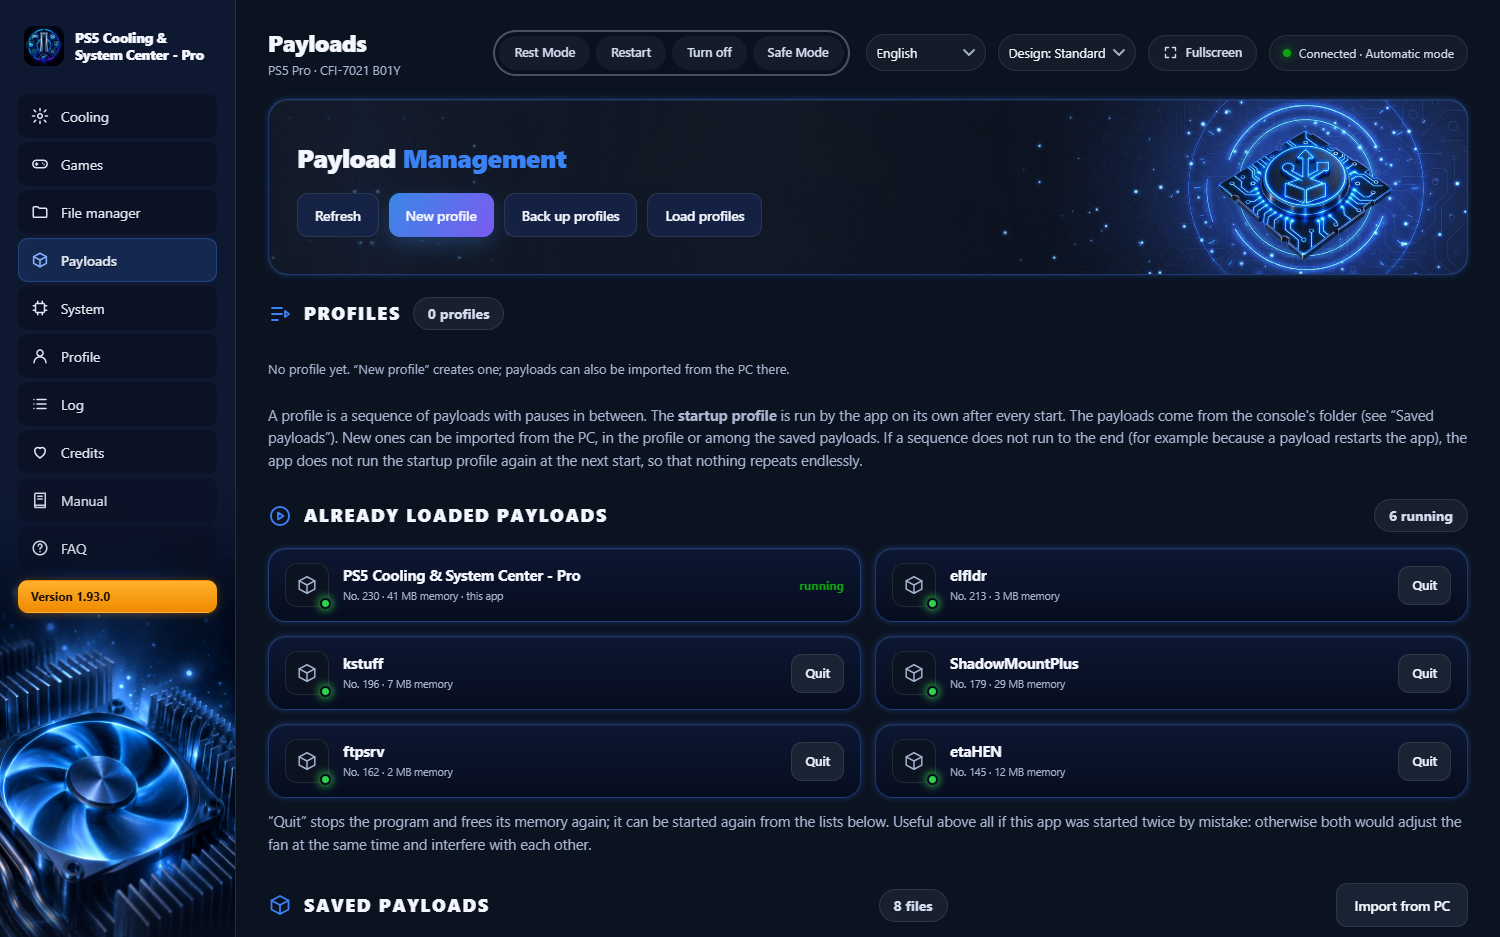 PS5 Cooling &
System Center - Pro
Cooling
Games
File manager
Payloads
System
Profile
Log
Credits
Manual
FAQ
Version 1.93.0
Payloads
PS5 Pro · CFI-7021 B01Y
Rest Mode
Restart
Turn off
Safe Mode
English
Design: Standard
Fullscreen
Connected · Automatic mode
Payload Management
Refresh
New profile
Back up profiles
Load profiles
PROFILES
0 profiles
No profile yet. “New profile” creates one; payloads can also be imported from the PC there.
A profile is a sequence of payloads with pauses in between. The startup profile is run by the app on its own after every start. The payloads come from the console's folder (see “Saved
payloads”). New ones can be imported from the PC, in the profile or among the saved payloads. If a sequence does not run to the end (for example because a payload restarts the app), the
app does not run the startup profile again at the next start, so that nothing repeats endlessly.
ALREADY LOADED PAYLOADS
6 running
PS5 Cooling & System Center - Pro
No. 230 · 41 MB memory · this app
running
elfldr
No. 213 · 3 MB memory
Quit
kstuff
No. 196 · 7 MB memory
Quit
ShadowMountPlus
No. 179 · 29 MB memory
Quit
ftpsrv
No. 162 · 2 MB memory
Quit
etaHEN
No. 145 · 12 MB memory
Quit
“Quit” stops the program and frees its memory again; it can be started again from the lists below. Useful above all if this app was started twice by mistake: otherwise both would adjust the
fan at the same time and interfere with each other.
SAVED PAYLOADS
8 files
Import from PC